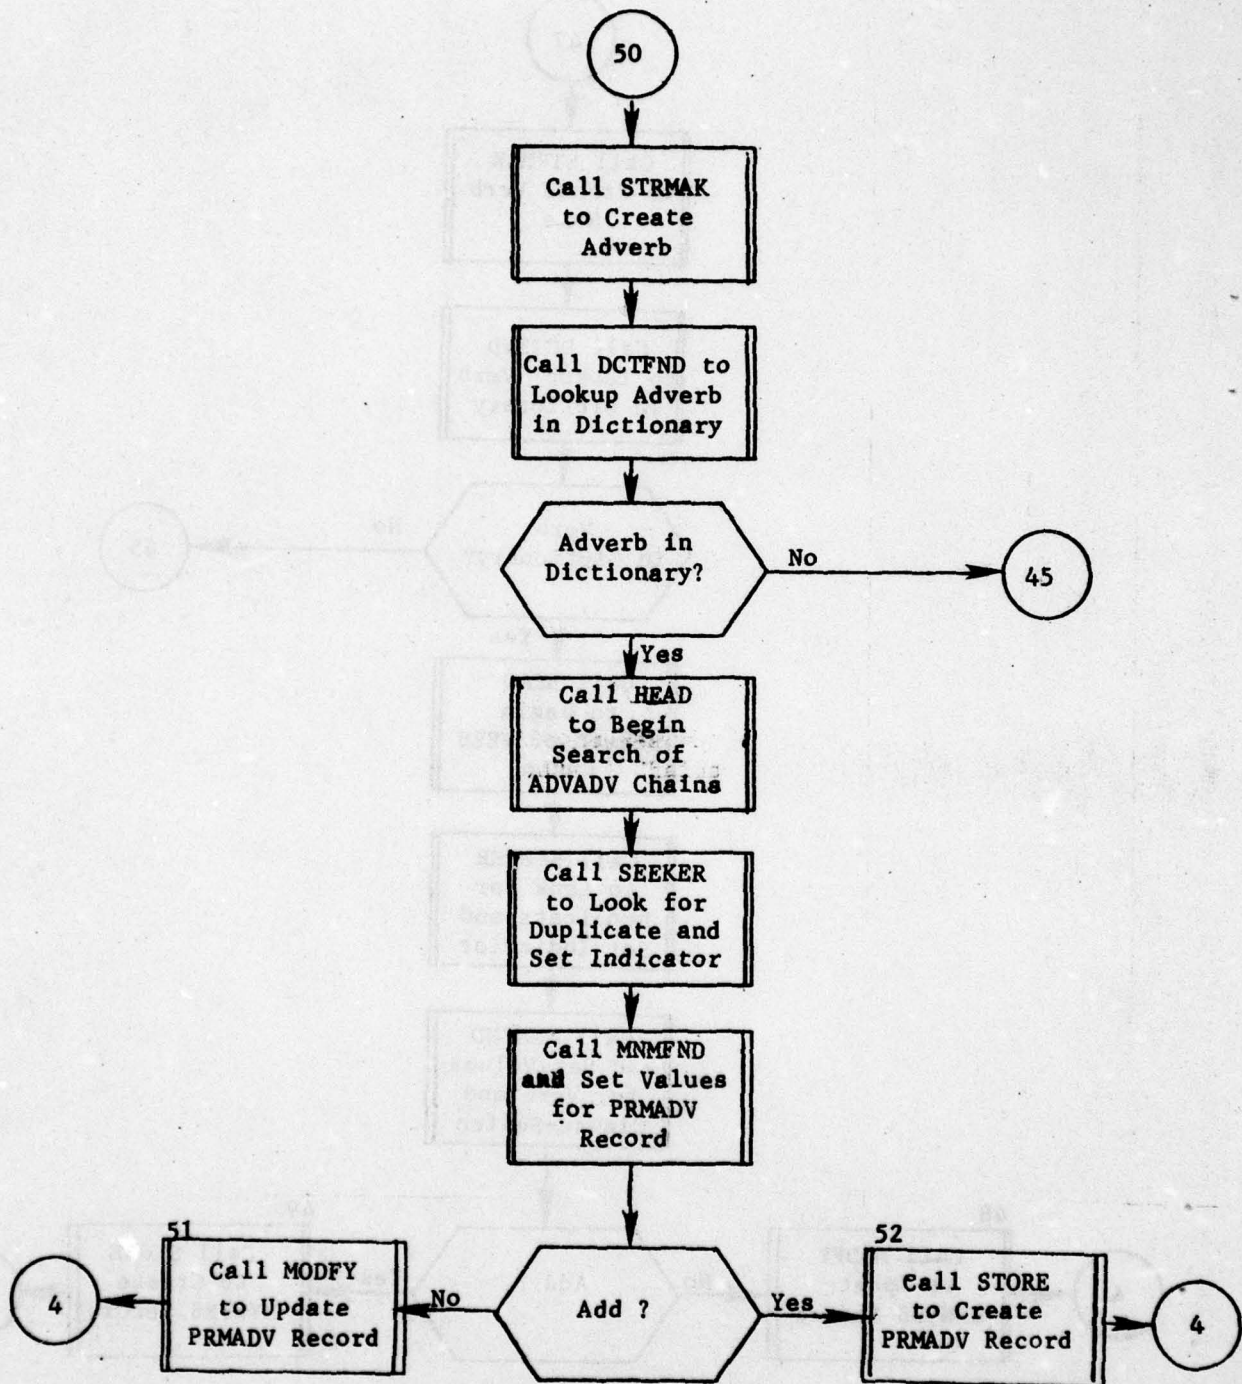 50
Call STRMAK
to Create
Adverb
Call DCTFND to
Lookup Adverb
in Dictionary
Adverb in
Dictionary?
No
45
Yes
Call HEAD
to Begin
Search of
ADVADV Chains
Call SEEKER
to Look for
Duplicate and
Set Indicator
Call MNMFND
and Set Values
for PRMADV
Record
51
Call MODFY
to Update
PRMADV Record
4
No
Add ?
Yes
52
Call STORE
to Create
PRMADV Record
4